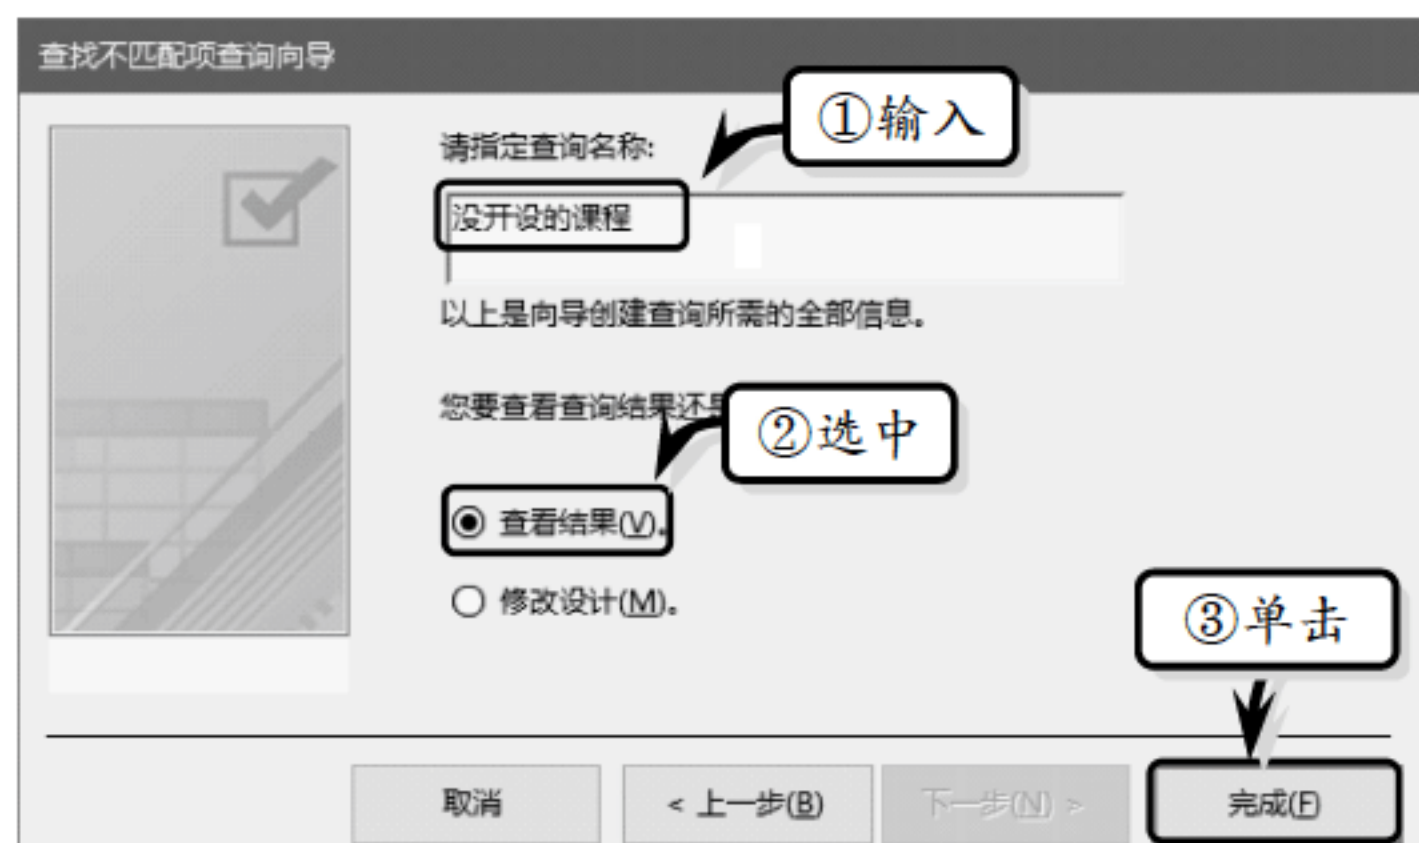 查找不匹配项查询向导
①输入
请指定查询名称:
没开设的课程
以上是向导创建查询所需的全部信息。
您要查看查询结果还
②选中
查看结果(V)。
修改设计(M)。
③单击
取消
< 上一步(B)
下一步(N) >
完成(F)